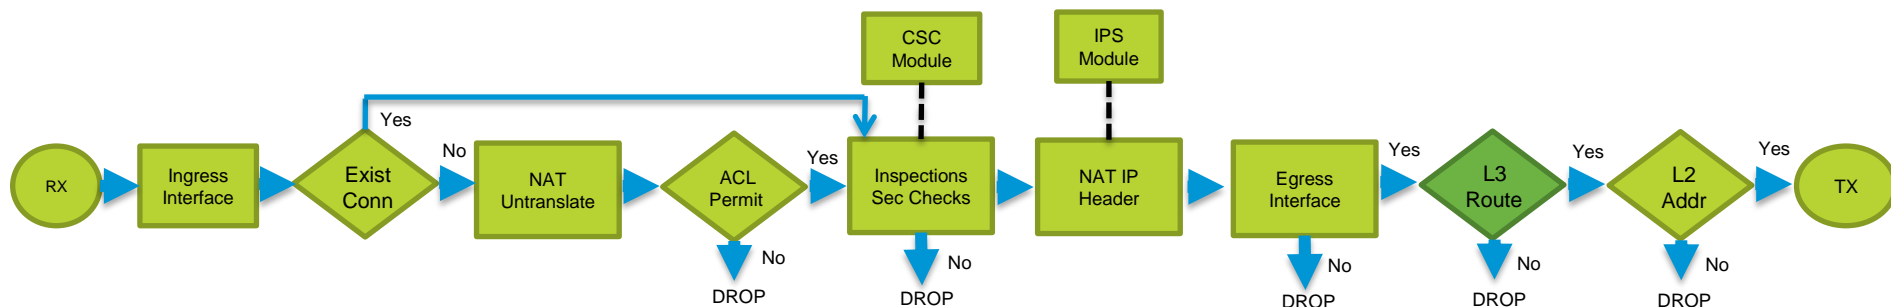 CSC
Module
IPS
Module
Yes
No
Yes
Yes
Yes
Yes
RX
Ingress
Interface
Exist
Conn
NAT
Untranslate
ACL
Permit
Inspections
Sec Checks
NAT IP
Header
Egress
Interface
L3
Route
L2
Addr
TX
No
No
No
No
No
DROP
DROP
DROP
DROP
DROP